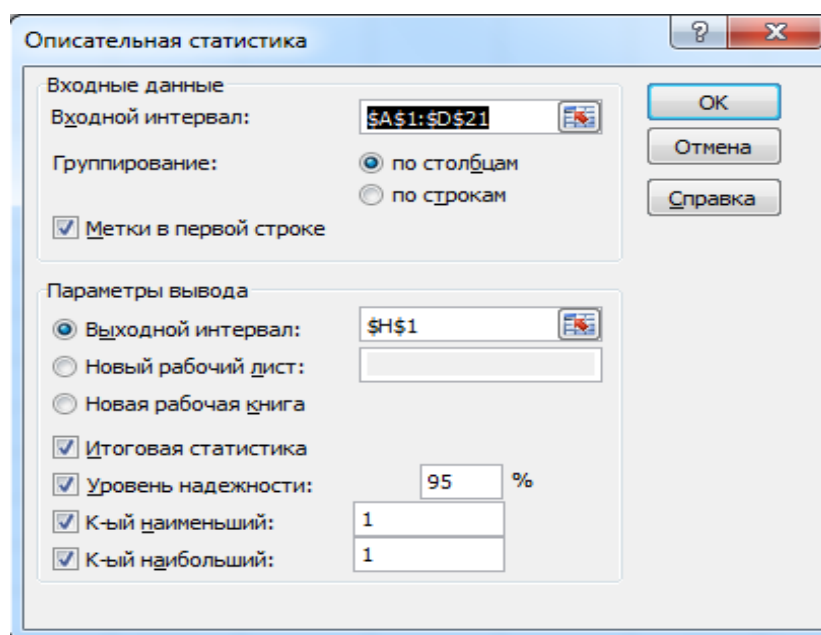 Описательная статистика
Входные данные
Входной интервал: $A$1:$D$21
Группирование: по столбцам
по строкам
Метки в первой строке
OK
Отмена
Справка
Параметры вывода
Выходной интервал: $H$1
Новый рабочий лист:
Новая рабочая книга
Итоговая статистика
Уровень надежности: 95 %
К-ый наименьший: 1
К-ый наибольший: 1